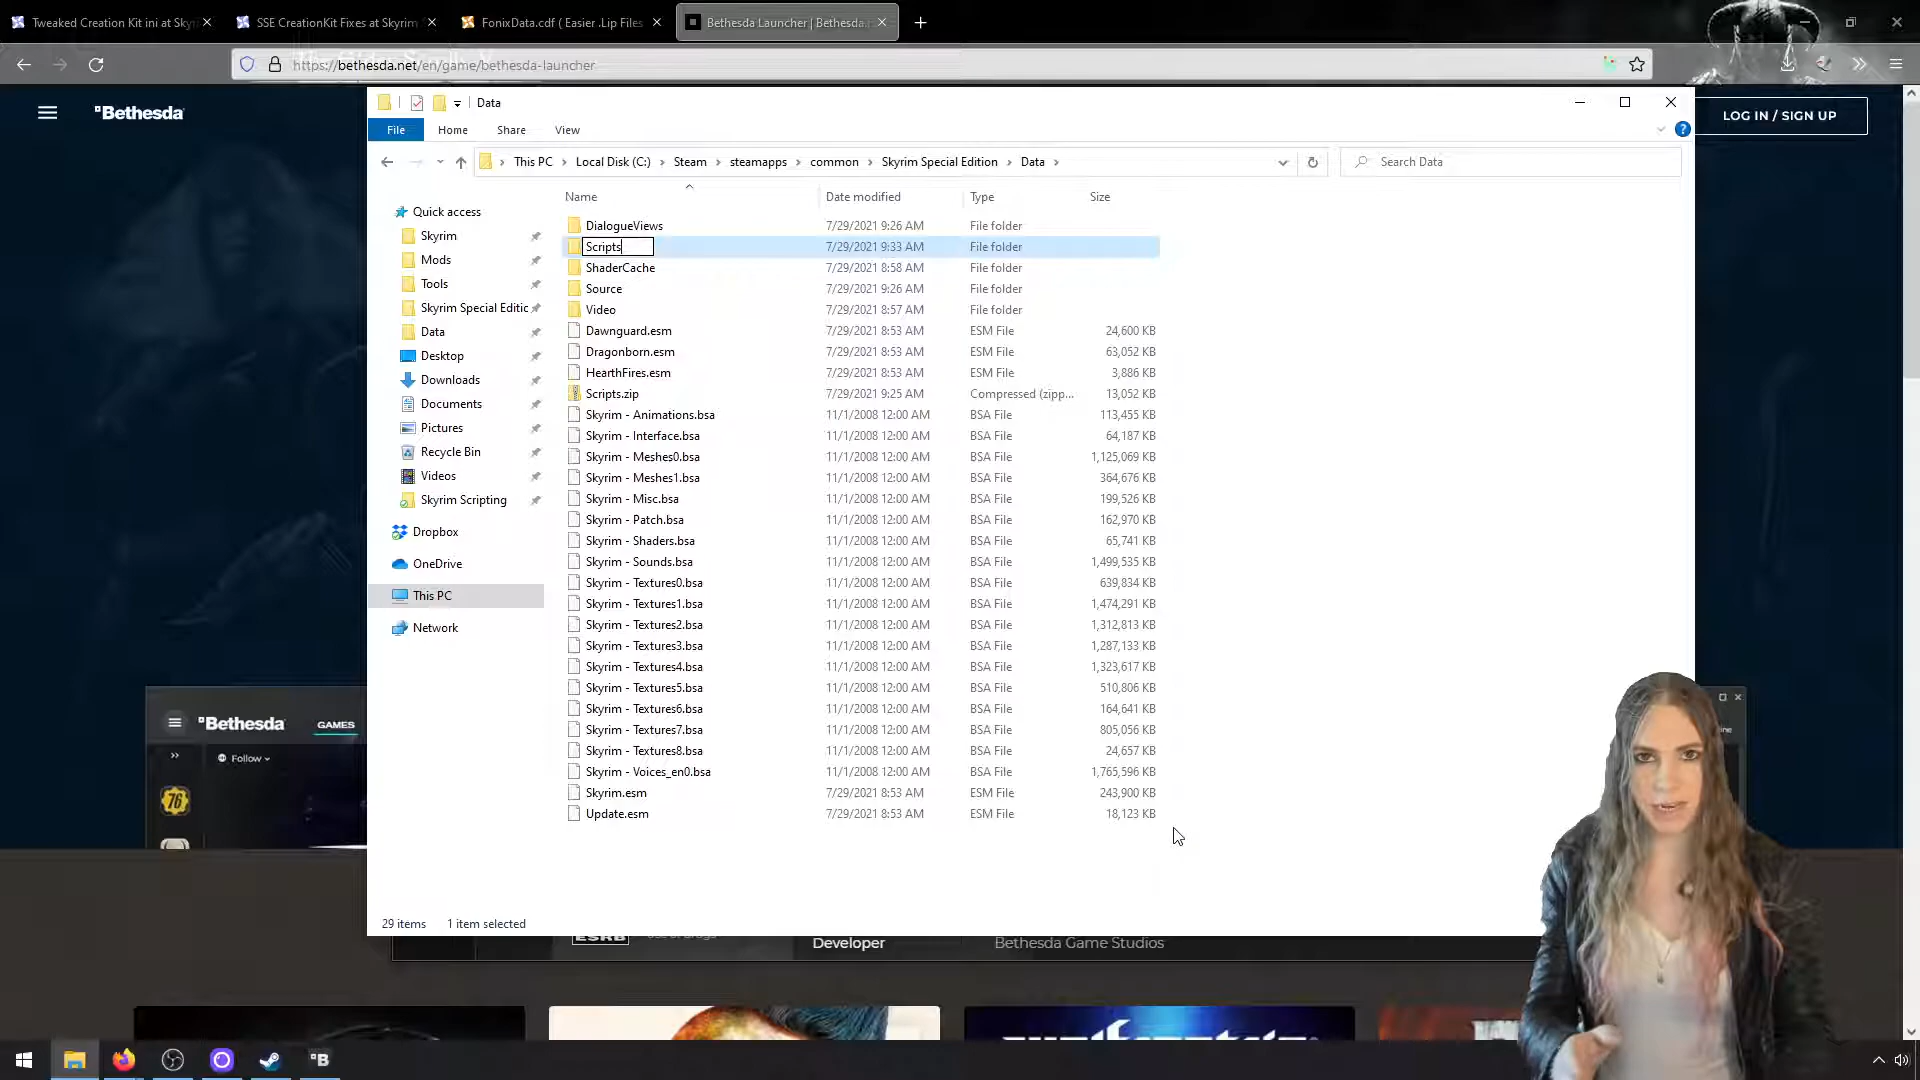 Tweaked Creation Kit ini at Sky
SSE CreationKit Fixes at Skyrim
FonixData.cdf ( Easier .Lip Files
Bethesda Launcher | Bethesda.
https://bethesda.net/en/game/bethesda-launcher
Bethesda
LOG IN / SIGN UP
Data
File
Home
Share
View
This PC
Local Disk (C:)
Steam
steamapps
common
Skyrim Special Edition
Data
Search Data
Name
Date modified
Type
Size
Quick access
Skyrim
Mods
Tools
Skyrim Special Editic
Data
Desktop
Downloads
Documents
Pictures
Recycle Bin
Videos
Skyrim Scripting
Dropbox
OneDrive
This PC
Network
DialogueViews 7/29/2021 9:26 AM File folder
Scripts 7/29/2021 9:33 AM File folder
ShaderCache 7/29/2021 8:58 AM File folder
Source 7/29/2021 9:26 AM File folder
Video 7/29/2021 8:57 AM File folder
Dawnguard.esm 7/29/2021 8:53 AM ESM File 24,600 KB
Dragonborn.esm 7/29/2021 8:53 AM ESM File 63,052 KB
HearthFires.esm 7/29/2021 8:53 AM ESM File 3,886 KB
Scripts.zip 7/29/2021 9:25 AM Compressed (zipp... 13,052 KB
Skyrim - Animations.bsa 11/1/2008 12:00 AM BSA File 113,455 KB
Skyrim - Interface.bsa 11/1/2008 12:00 AM BSA File 64,187 KB
Skyrim - Meshes0.bsa 11/1/2008 12:00 AM BSA File 1,125,069 KB
Skyrim - Meshes1.bsa 11/1/2008 12:00 AM BSA File 364,676 KB
Skyrim - Misc.bsa 11/1/2008 12:00 AM BSA File 199,526 KB
Skyrim - Patch.bsa 11/1/2008 12:00 AM BSA File 162,970 KB
Skyrim - Shaders.bsa 11/1/2008 12:00 AM BSA File 65,741 KB
Skyrim - Sounds.bsa 11/1/2008 12:00 AM BSA File 1,499,535 KB
Skyrim - Textures0.bsa 11/1/2008 12:00 AM BSA File 639,834 KB
Skyrim - Textures1.bsa 11/1/2008 12:00 AM BSA File 1,474,291 KB
Skyrim - Textures2.bsa 11/1/2008 12:00 AM BSA File 1,312,813 KB
Skyrim - Textures3.bsa 11/1/2008 12:00 AM BSA File 1,287,133 KB
Skyrim - Textures4.bsa 11/1/2008 12:00 AM BSA File 1,323,617 KB
Skyrim - Textures5.bsa 11/1/2008 12:00 AM BSA File 510,806 KB
Skyrim - Textures6.bsa 11/1/2008 12:00 AM BSA File 164,641 KB
Skyrim - Textures7.bsa 11/1/2008 12:00 AM BSA File 805,056 KB
Skyrim - Textures8.bsa 11/1/2008 12:00 AM BSA File 24,657 KB
Skyrim - Voices_en0.bsa 11/1/2008 12:00 AM BSA File 1,765,596 KB
Skyrim.esm 7/29/2021 8:53 AM ESM File 243,900 KB
Update.esm 7/29/2021 8:53 AM ESM File 18,123 KB
29 items
1 item selected
Bethesda
GAMES
Follow
76
ESRB
Developer
Bethesda Game Studios
B